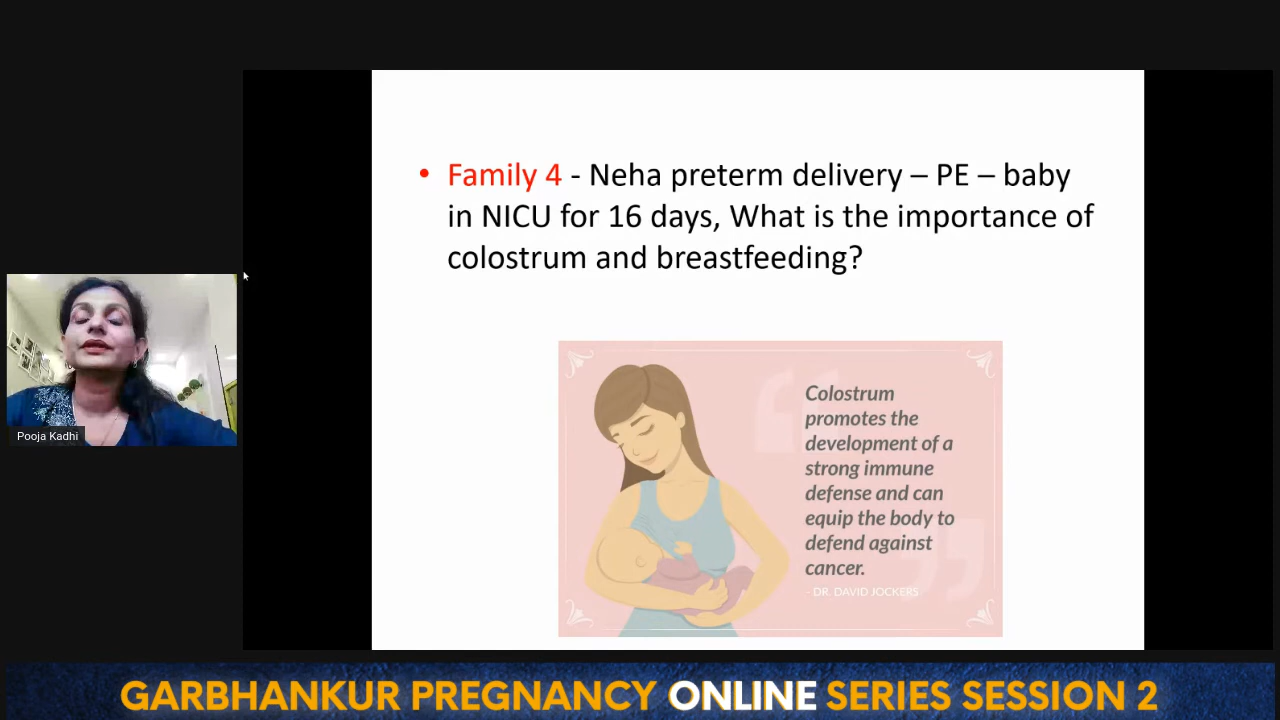 • Family 4 - Neha preterm delivery – PE – baby
in NICU for 16 days, What is the importance of
colostrum and breastfeeding?
Colostrum
promotes the
development of a
strong immune
defense and can
equip the body to
defend against
cancer.
- DR. DAVID JOCKERS
Pooja Kadhi
GARBHANKUR PREGNANCY ONLINE SERIES SESSION 2